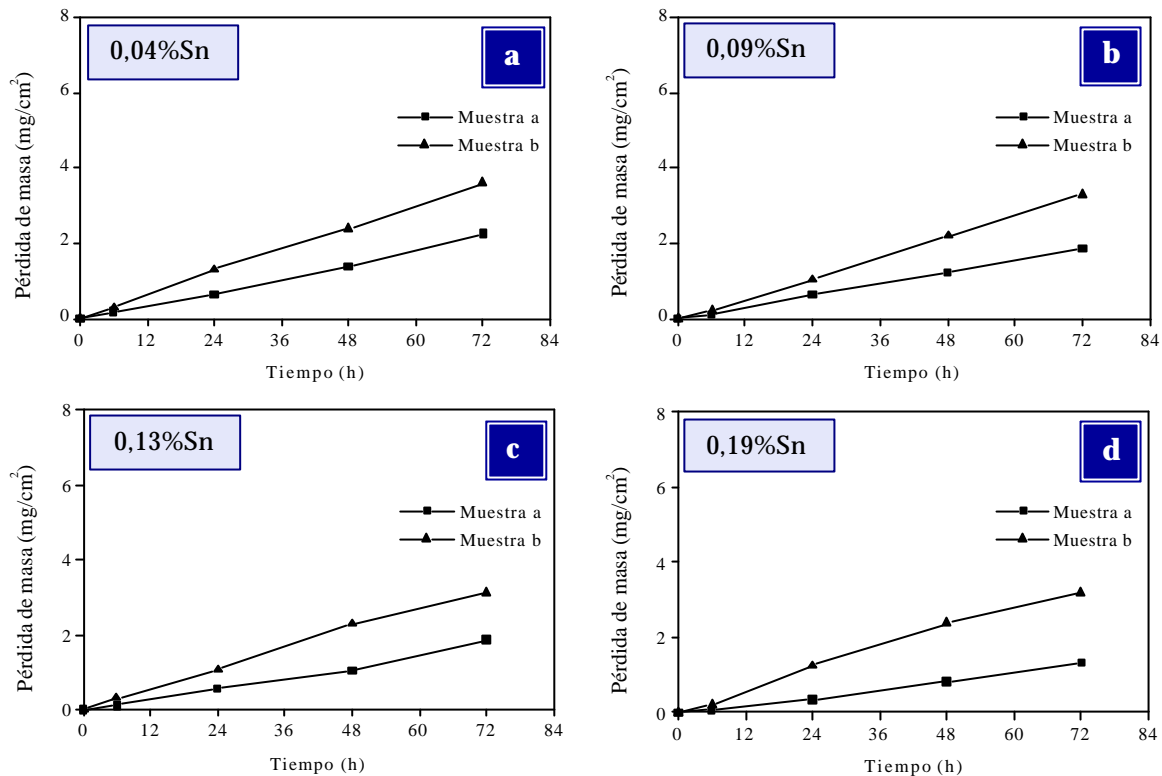 0,04%Sn
a
Muestra a
Muestra b
Pérdida de masa (mg/cm²)
8
6
4
2
0
0 12 24 36 48 60 72 84
Tiempo (h)
0,09%Sn
b
Muestra a
Muestra b
Pérdida de masa (mg/cm²)
8
6
4
2
0
0 12 24 36 48 60 72 84
Tiempo (h)
0,13%Sn
c
Muestra a
Muestra b
Pérdida de masa (mg/cm²)
8
6
4
2
0
0 12 24 36 48 60 72 84
Tiempo (h)
0,19%Sn
d
Muestra a
Muestra b
Pérdida de masa (mg/cm²)
8
6
4
2
0
0 12 24 36 48 60 72 84
Tiempo (h)